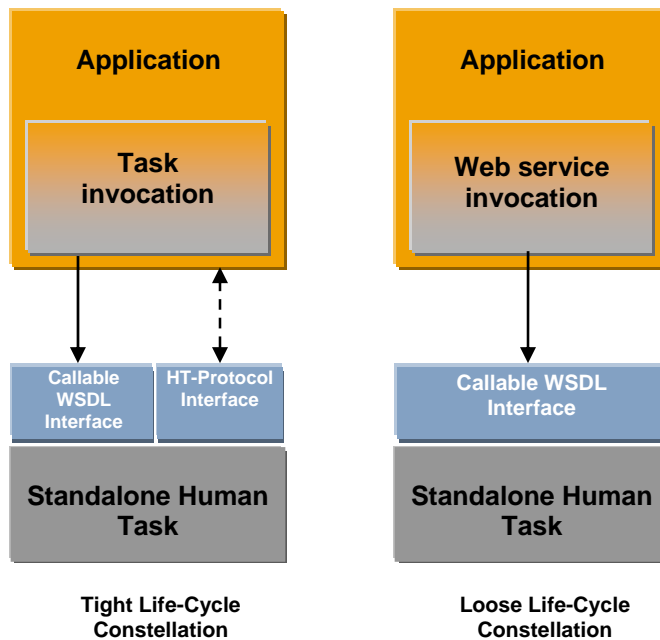 Application
Task
invocation
Callable
WSDL
Interface
HT-Protocol
Interface
Standalone Human
Task
Tight Life-Cycle
Constellation
Application
Web service
invocation
Callable WSDL
Interface
Standalone Human
Task
Loose Life-Cycle
Constellation